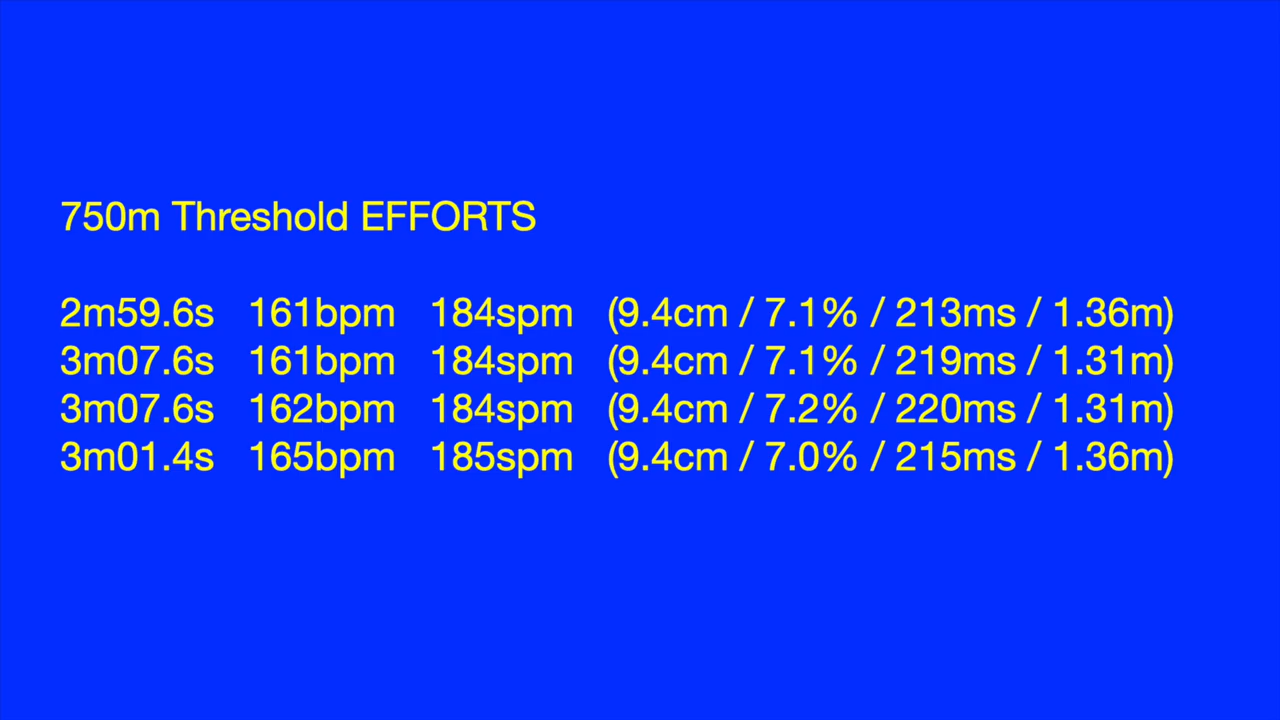 750m Threshold EFFORTS
2m59.6s 161bpm 184spm (9.4cm / 7.1% / 213ms / 1.36m)
3m07.6s 161bpm 184spm (9.4cm / 7.1% / 219ms / 1.31m)
3m07.6s 162bpm 184spm (9.4cm / 7.2% / 220ms / 1.31m)
3m01.4s 165bpm 185spm (9.4cm / 7.0% / 215ms / 1.36m)